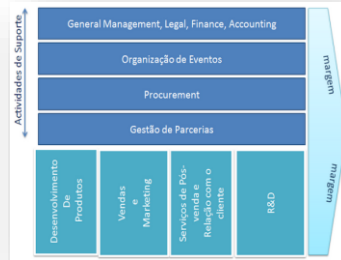 Actividades de Suporte
General Management, Legal, Finance, Accounting
Organização de Eventos
Procurement
Gestão de Parcerias
margem
margem
Desenvolvimento
De
Produtos
Vendas
e
Marketing
Serviços de Pós-
venda e
Relação com o
cliente
R&D